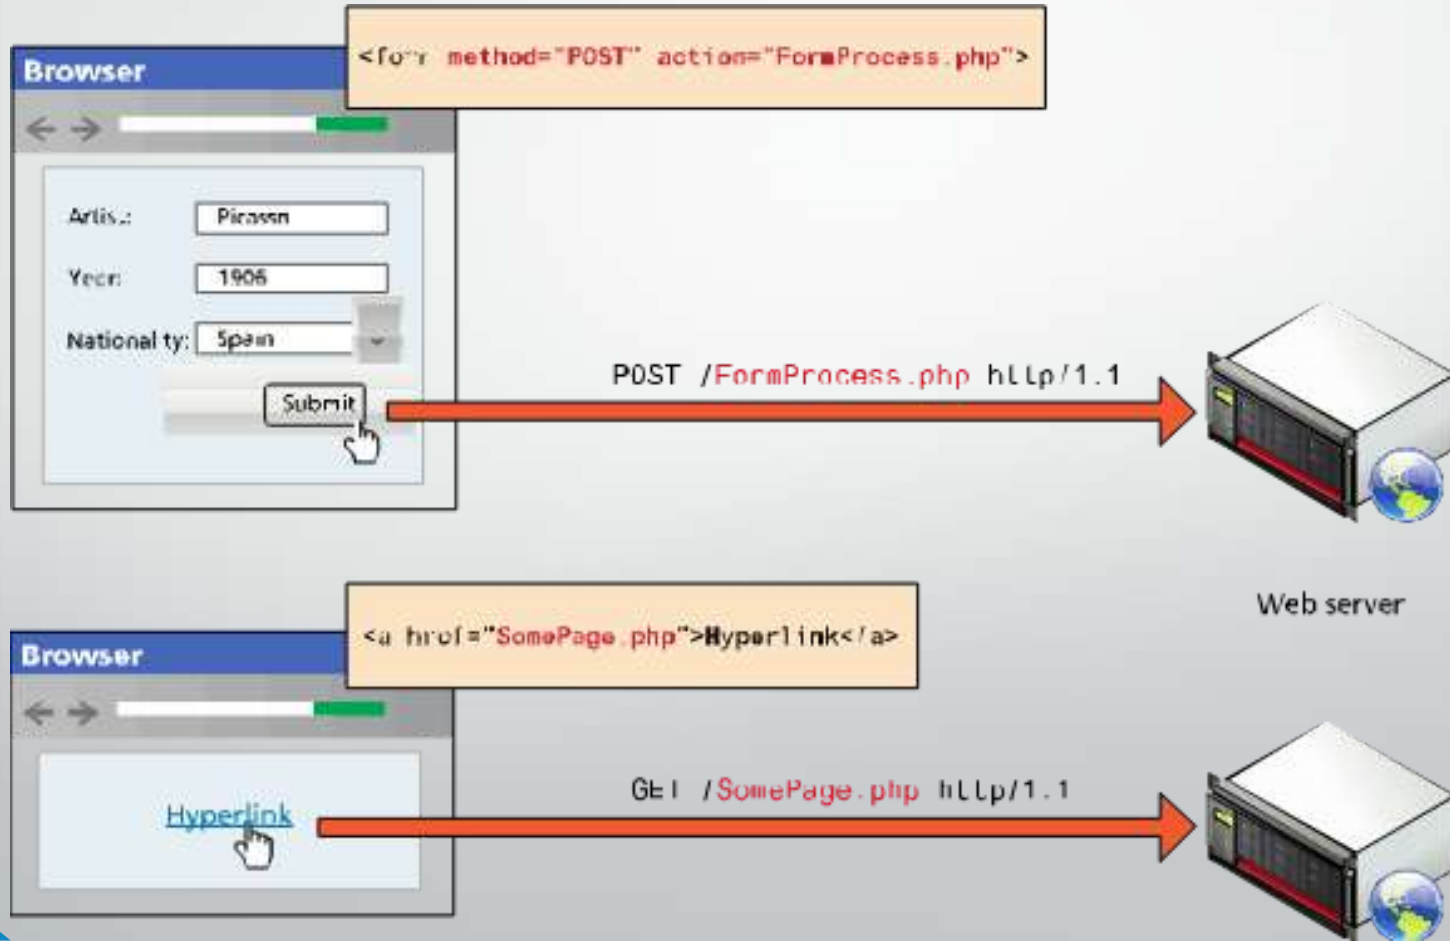 <form method="POST" action="FormProcess.php">
Browser
Artist:
Picasso
Year:
1906
Nationality:
Spain
Submit
POST /FormProcess.php http/1.1
Web server
<a href="SomePage.php">Hyperlink</a>
Browser
Hyperlink
GET /SomePage.php http/1.1